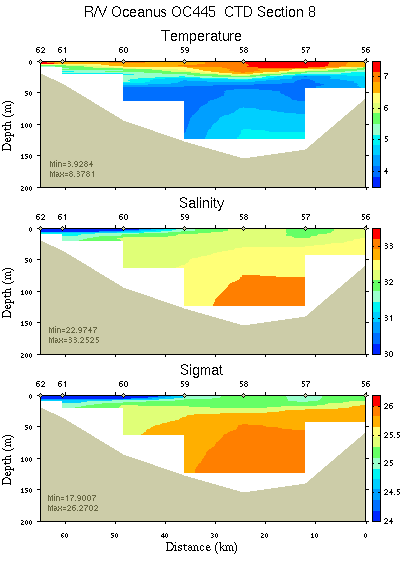 R/V Oceanus OC445 CTD Section 8
Temperature
62 61 60 59 58 57 56
0
50
100
150
200
Depth (m)
Min=3.9284
Max=8.3781
7
6
5
4
Salinity
62 61 60 59 58 57 56
0
50
100
150
200
Depth (m)
Min=22.9747
Max=33.2525
33
32
31
30
Sigmat
62 61 60 59 58 57 56
0
50
100
150
200
Depth (m)
Min=17.9007
Max=26.2702
26
25.5
25
24.5
24
60 50 40 30 20 10 0
Distance (km)